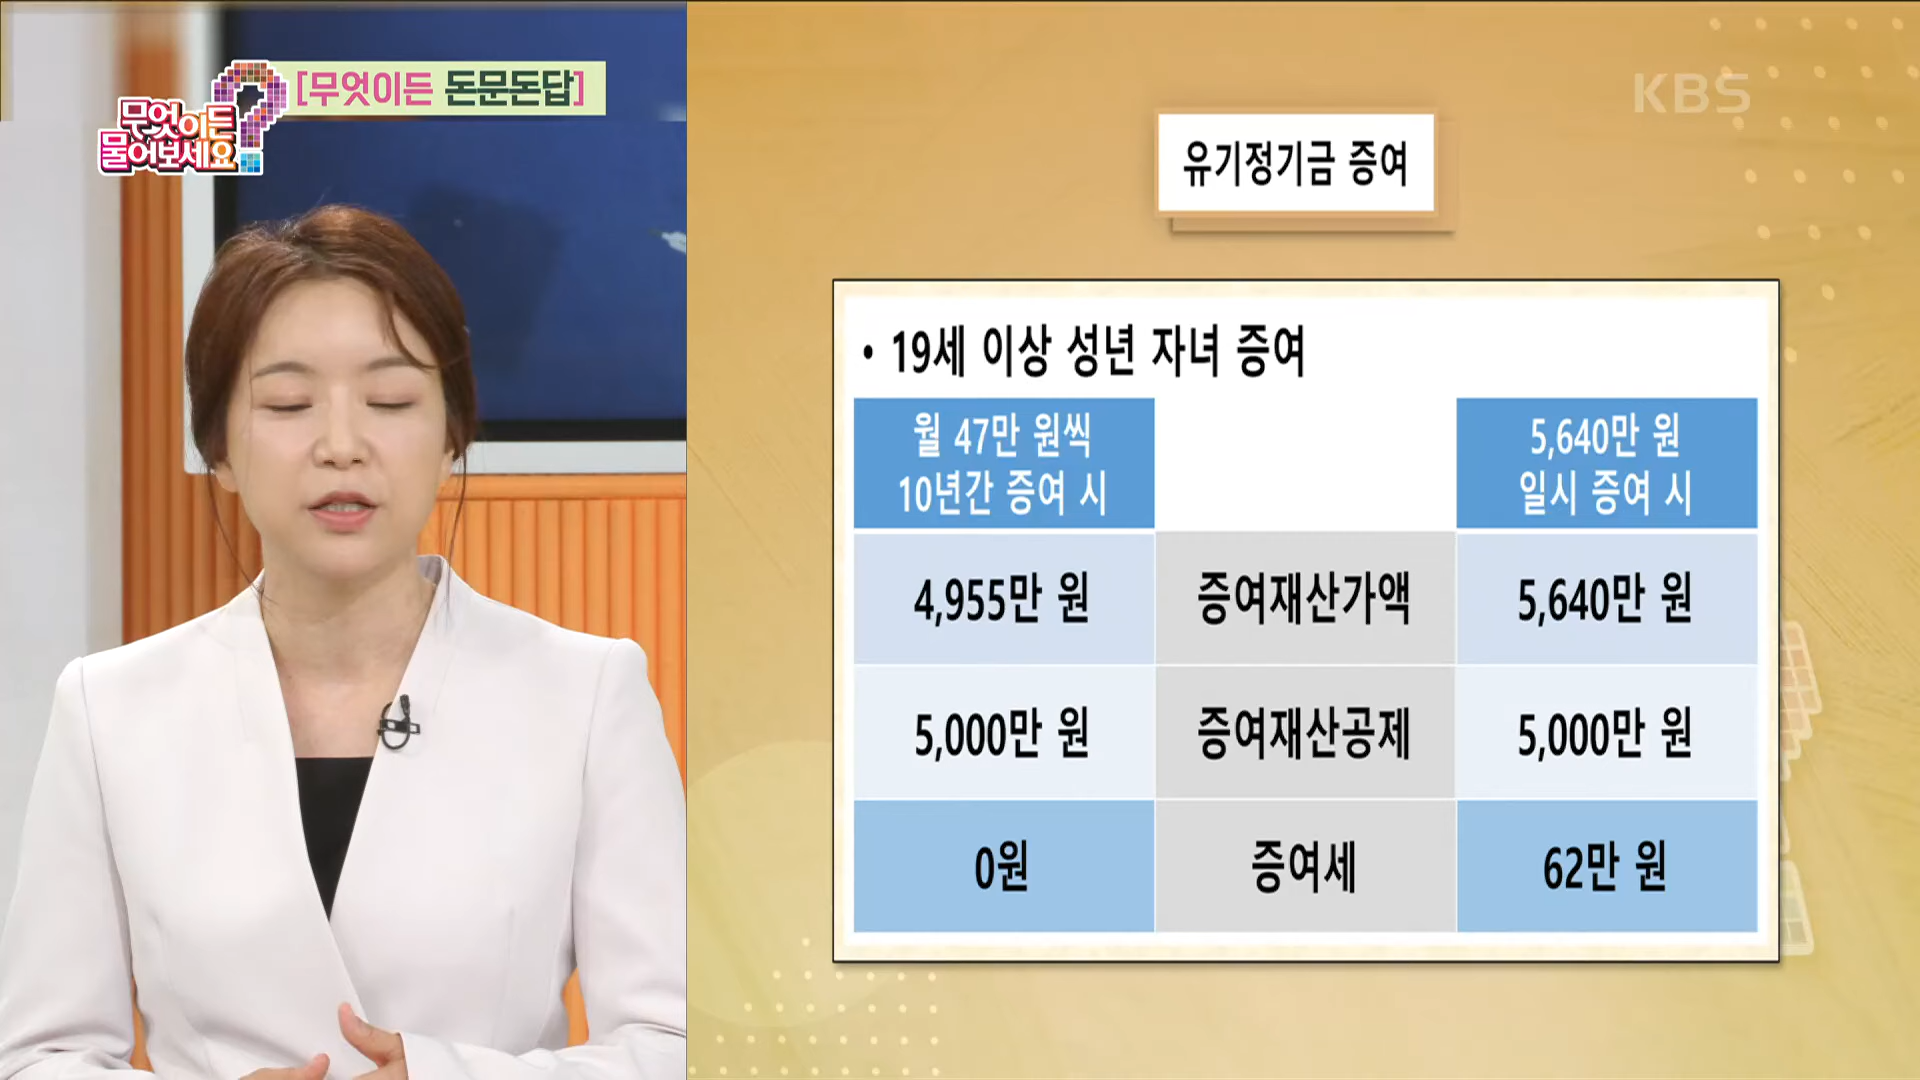 무엇이든
물어보세요?
[무엇이든 돈문돈답]
KBS
유기정기금 증여
• 19세 이상 성년 자녀 증여
월 47만 원씩
10년간 증여 시
5,640만 원
일시 증여 시
4,955만 원 증여재산가액 5,640만 원
5,000만 원 증여재산공제 5,000만 원
0원 증여세 62만 원